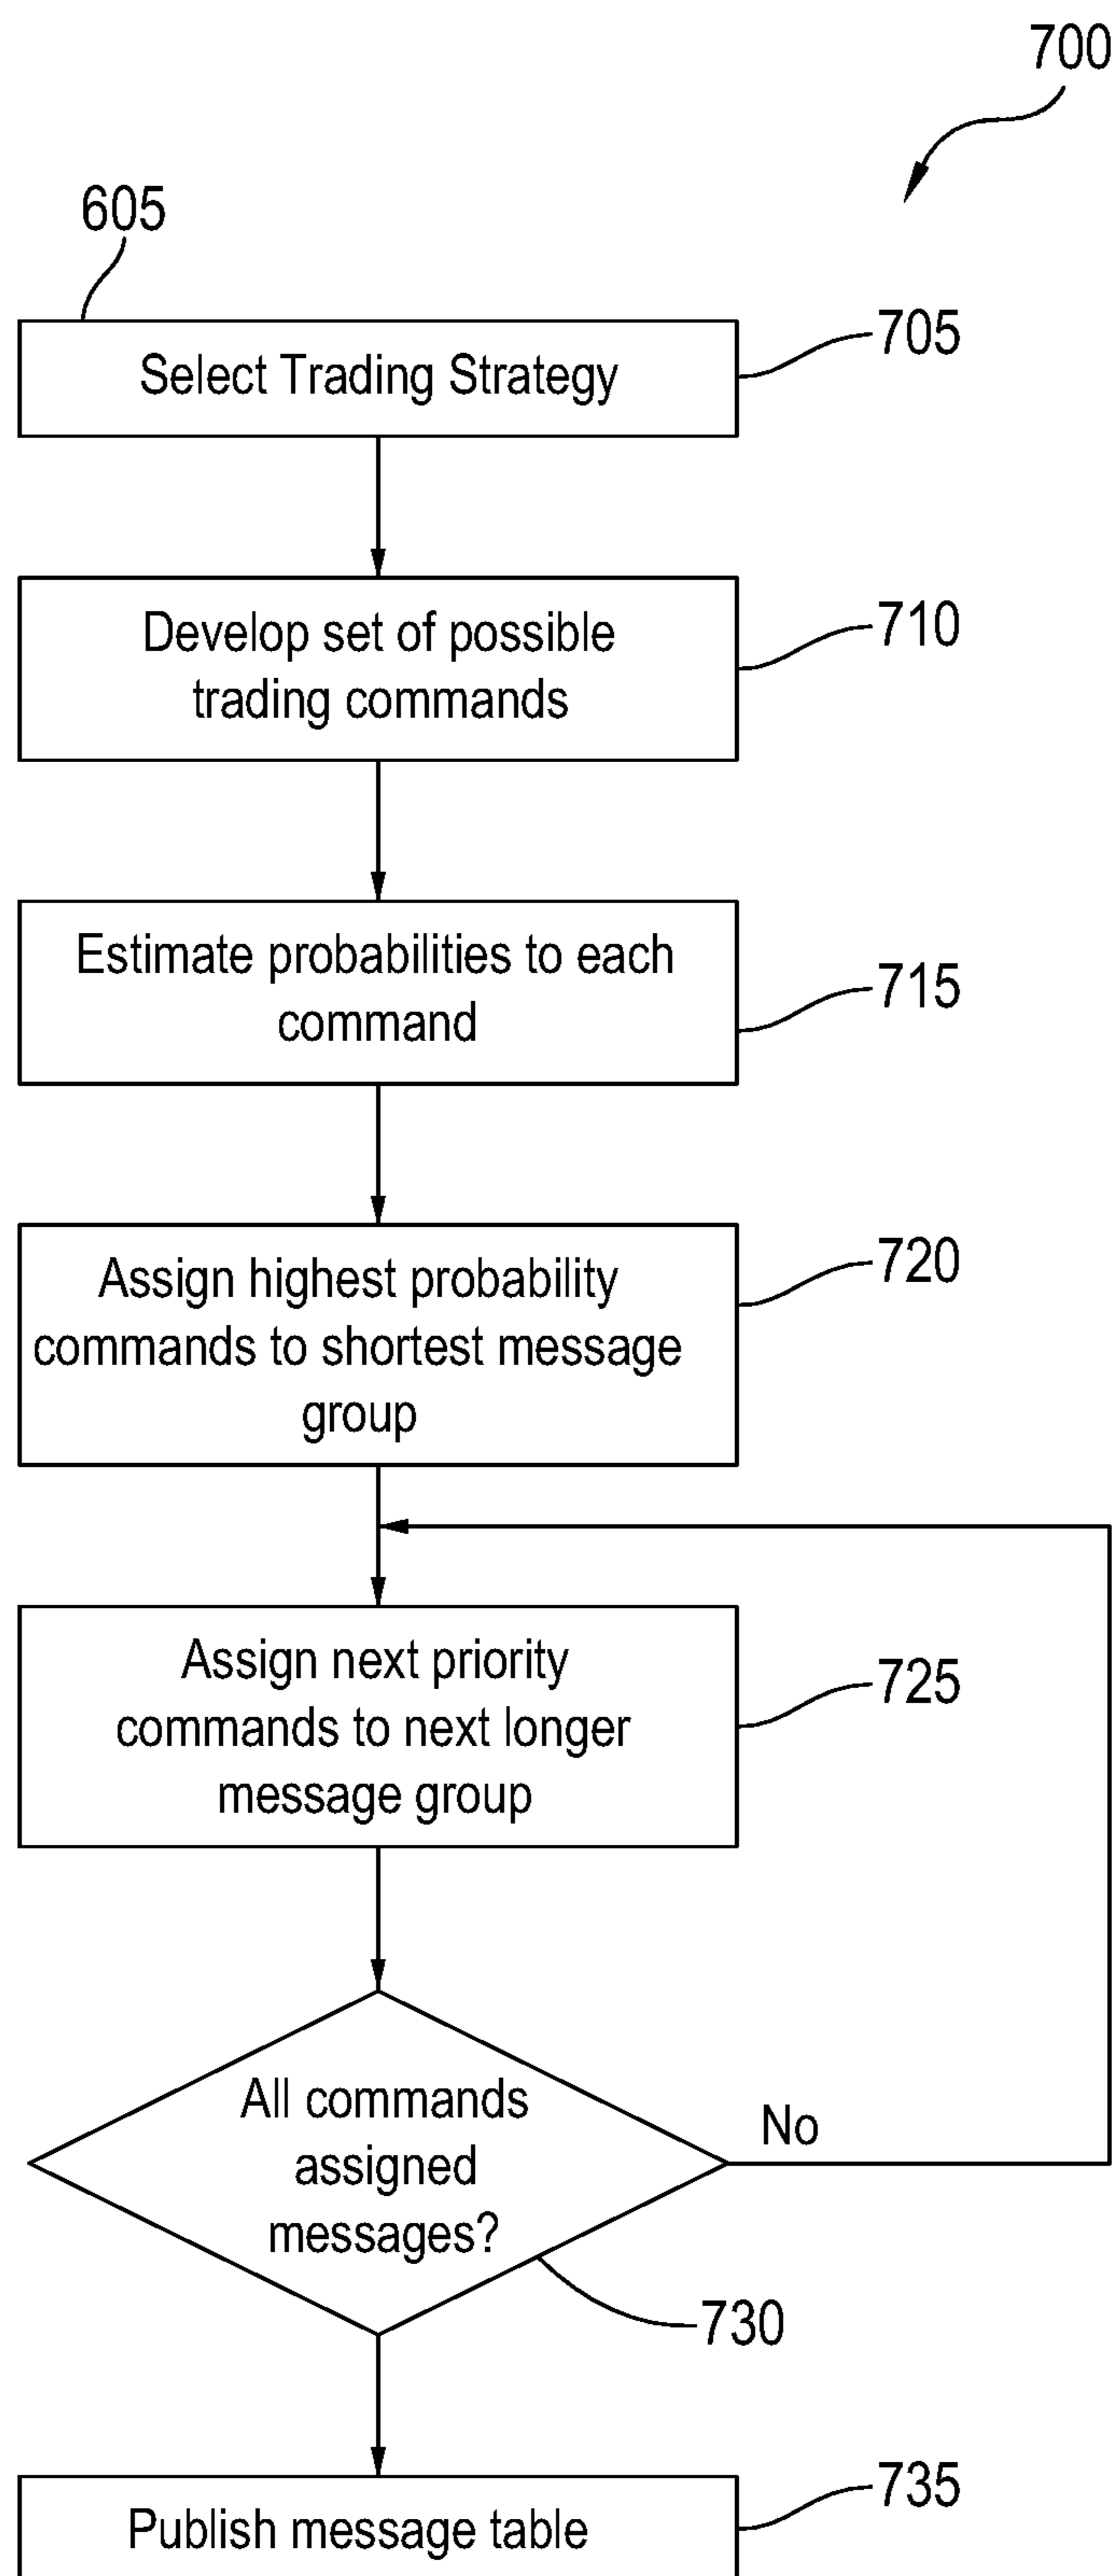 700
605
Select Trading Strategy
705
Develop set of possible
trading commands
710
Estimate probabilities to each
command
715
Assign highest probability
commands to shortest message
group
720
Assign next priority
commands to next longer
message group
725
All commands
assigned
messages?
No
730
Publish message table
735